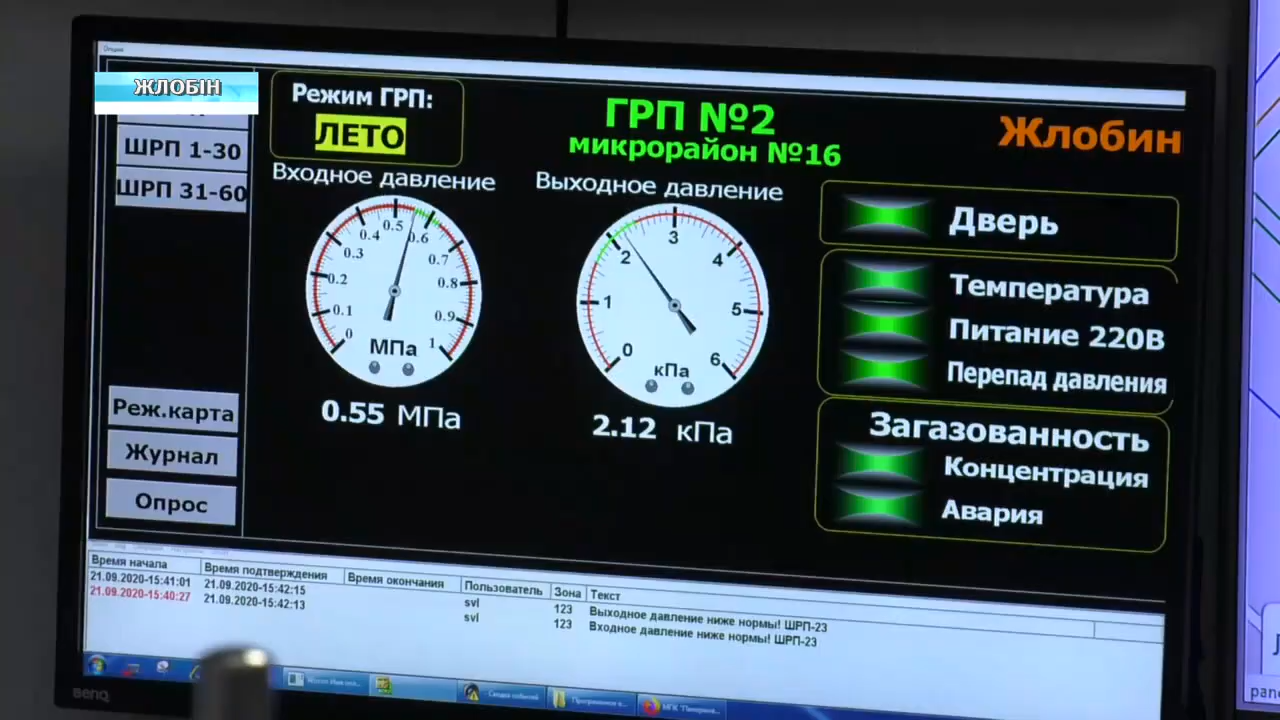 Опции
ЖЛОБІН
ШРП 1-30
ШРП 31-60
Режим ГРП:
ЛЕТО
ГРП №2
микрорайон №16
Жлобин
Входное давление
Выходное давление
0 0.1 0.2 0.3 0.4 0.5 0.6 0.7 0.8 0.9 1
МПа
0 1 2 3 4 5 6
кПа
0.55 МПа
2.12 кПа
Дверь
Температура
Питание 220В
Перепад давления
Загазованность
Концентрация
Авария
Реж.карта
Журнал
Опрос
Время начала Время подтверждения Время окончания Пользователь Зона Текст
21.09.2020-15:41:01 21.09.2020-15:42:15 svl 123 Выходное давление ниже нормы! ШРП-23
21.09.2020-15:40:27 21.09.2020-15:42:13 svl 123 Входное давление ниже нормы! ШРП-23
Сводка событий
BenQ
pan